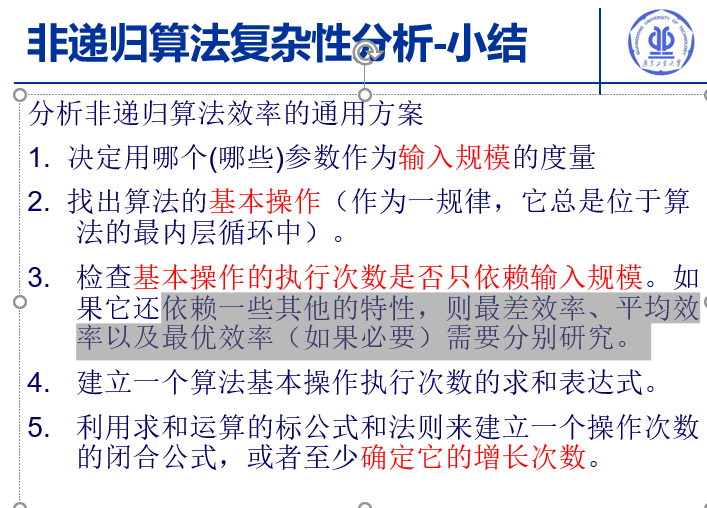 非递归算法复杂性分析-小结
分析非递归算法效率的通用方案
1. 决定用哪个(哪些)参数作为输入规模的度量
2. 找出算法的基本操作（作为一规律，它总是位于算
法的最内层循环中）。
3. 检查基本操作的执行次数是否只依赖输入规模。如
果它还依赖一些其他的特性，则最差效率、平均效
率以及最优效率（如果必要）需要分别研究。
4. 建立一个算法基本操作执行次数的求和表达式。
5. 利用求和运算的标公式和法则来建立一个操作次数
的闭合公式，或者至少确定它的增长次数。